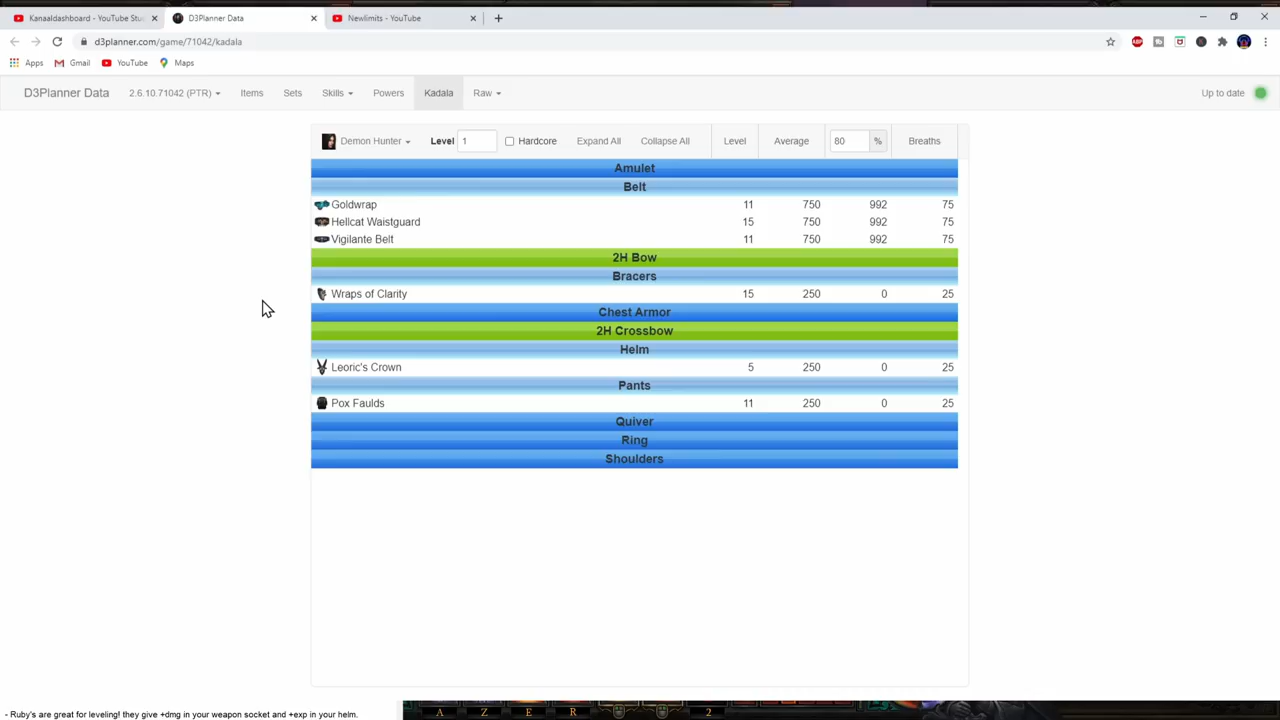 Kanaaldashboard - YouTube Stu
D3Planner Data
Newlimits - YouTube
d3planner.com/game/71042/kadala
ABP
Apps
Gmail
YouTube
Maps
D3Planner Data
2.6.10.71042 (PTR)
Items
Sets
Skills
Powers
Kadala
Raw
Up to date
Demon Hunter
Level 1
Hardcore
Expand All
Collapse All
Level
Average
80 %
Breaths
Amulet
Belt
Goldwrap 11 750 992 75
Hellcat Waistguard 15 750 992 75
Vigilante Belt 11 750 992 75
2H Bow
Bracers
Wraps of Clarity 15 250 0 25
Chest Armor
2H Crossbow
Helm
Leoric's Crown 5 250 0 25
Pants
Pox Faulds 11 250 0 25
Quiver
Ring
Shoulders
- Ruby's are great for leveling! they give +dmg in your weapon socket and +exp in your helm.
A Z E R 2